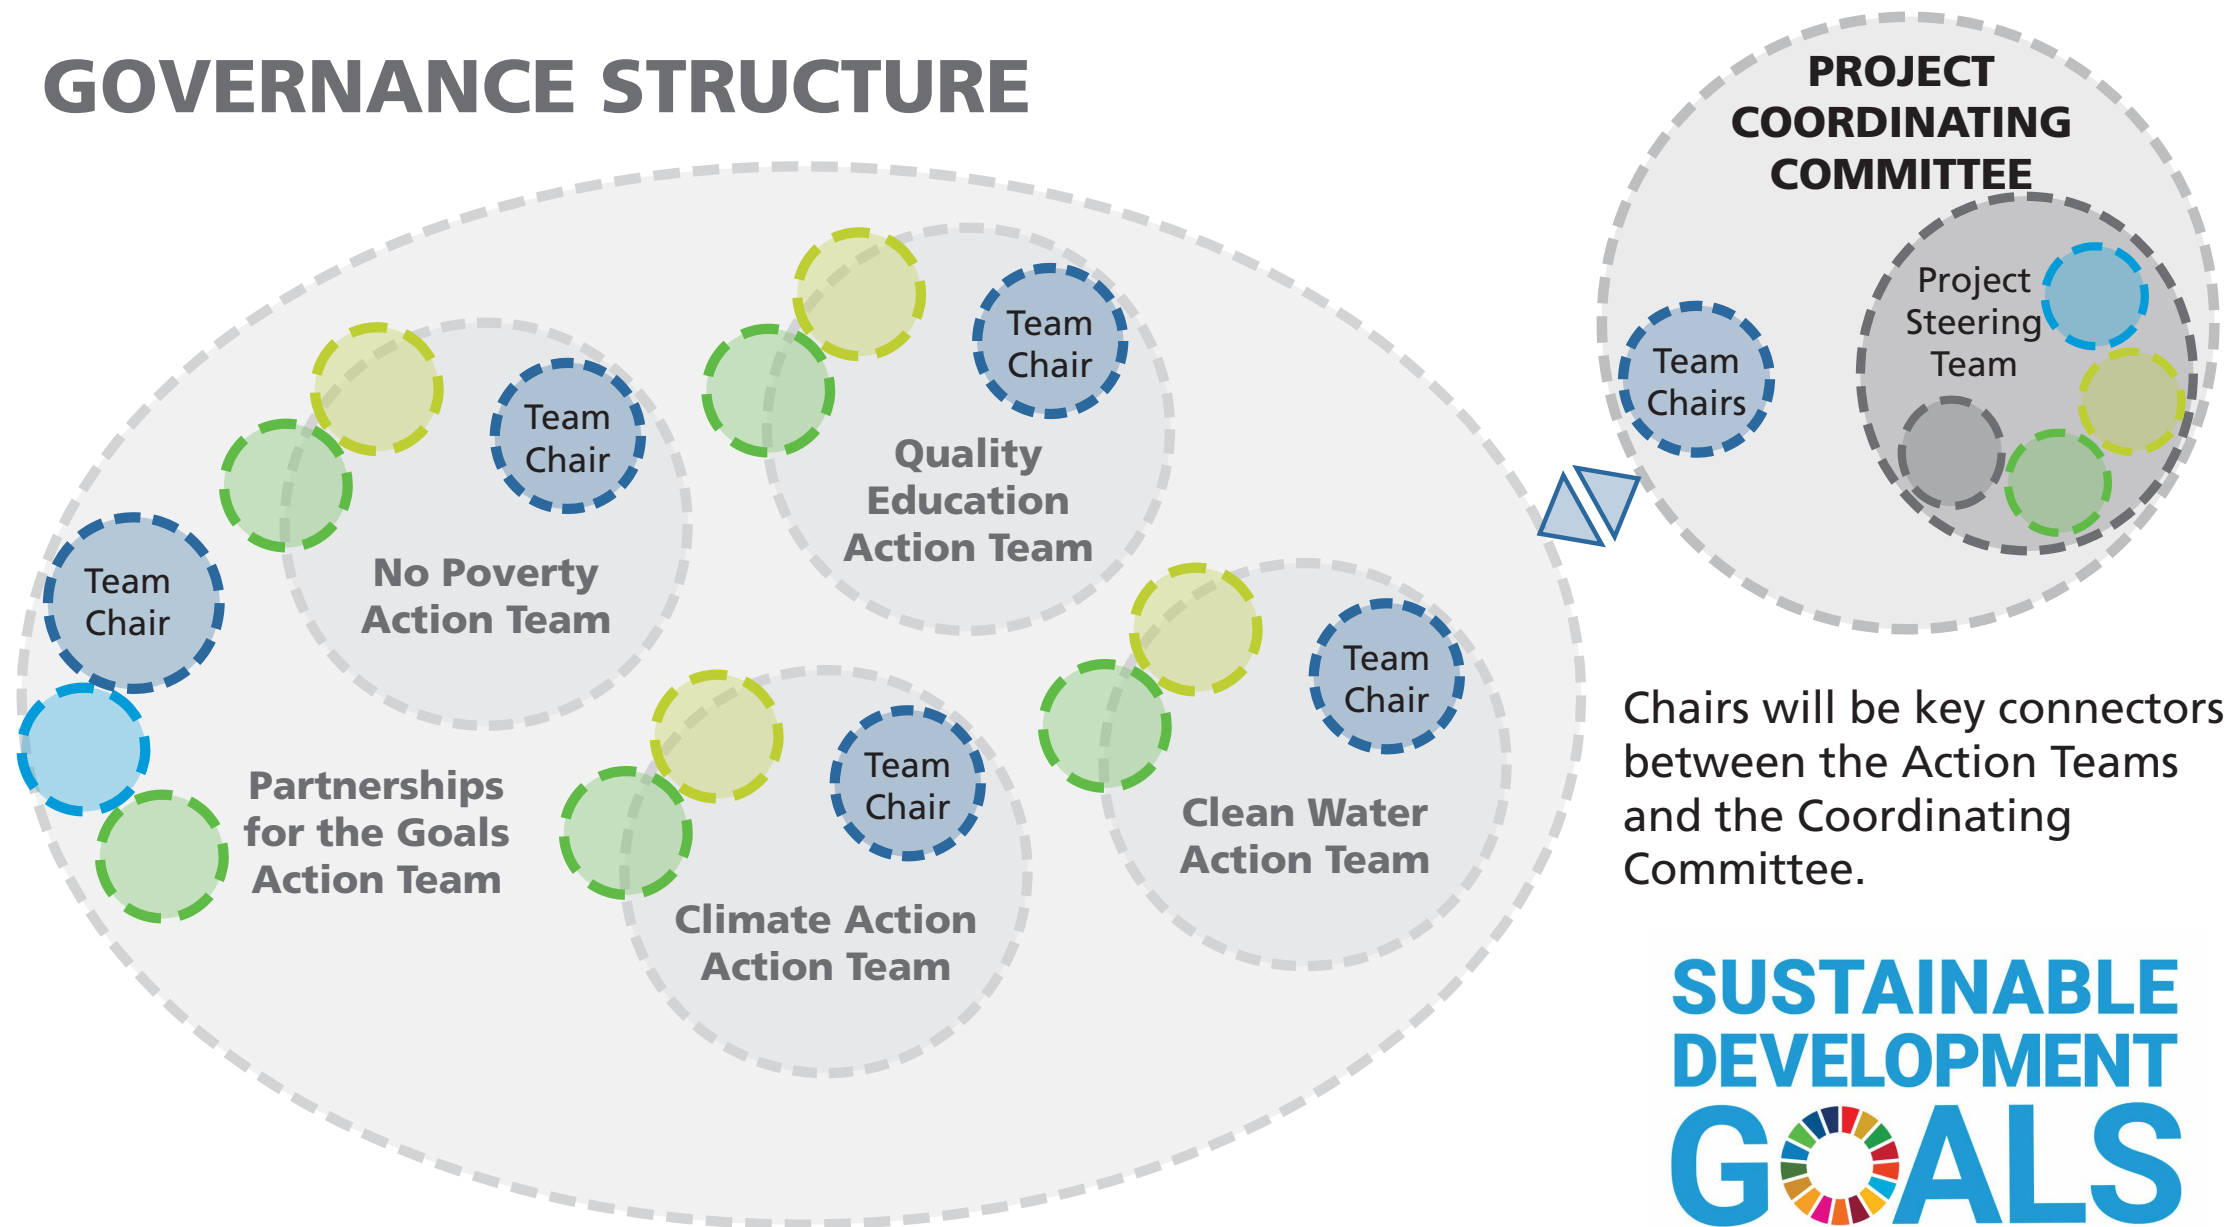 GOVERNANCE STRUCTURE
PROJECT
COORDINATING
COMMITTEE
Project
Steering
Team
Team
Chairs
Team
Chair
Quality
Education
Action Team
Team
Chair
No Poverty
Action Team
Team
Chair
Partnerships
for the Goals
Action Team
Team
Chair
Climate Action
Action Team
Team
Chair
Clean Water
Action Team
Chairs will be key connectors
between the Action Teams
and the Coordinating
Committee.
SUSTAINABLE
DEVELOPMENT
GOALS